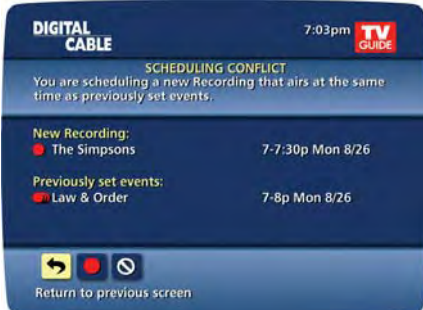 DIGITAL
CABLE
7:03pm
TV
GUIDE
SCHEDULING CONFLICT
You are scheduling a new Recording that airs at the same
time as previously set events.
New Recording:
The Simpsons 7-7:30p Mon 8/26
Previously set events:
Law & Order 7-8p Mon 8/26
Return to previous screen